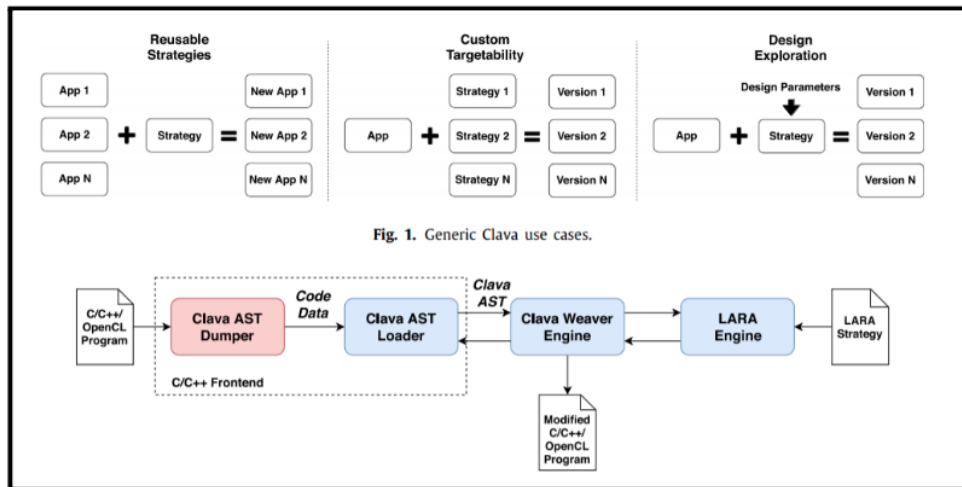 Reusable
Strategies
App 1
App 2
App N
Strategy
New App 1
New App 2
New App N
Custom
Targetability
App
Strategy 1
Strategy 2
Strategy N
Version 1
Version 2
Version N
Design
Exploration
Design Parameters
App
Strategy
Version 1
Version 2
Version N
Fig. 1. Generic Clava use cases.
C/C++/
OpenCL
Program
Clava AST
Dumper
Code
Data
Clava AST
Loader
C/C++ Frontend
Clava
AST
Clava Weaver
Engine
LARA
Engine
LARA
Strategy
Modified
C/C++/
OpenCL
Program